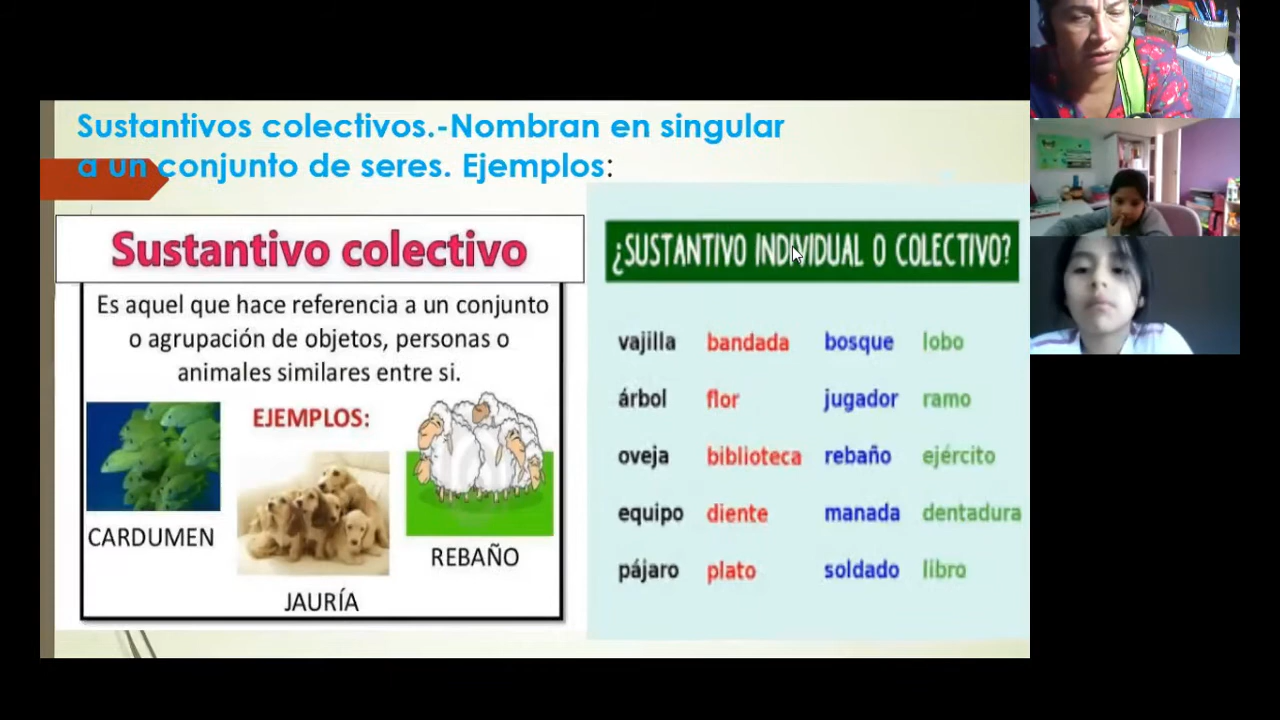 Sustantivos colectivos.-Nombran en singular
a un conjunto de seres. Ejemplos:
Sustantivo colectivo
Es aquel que hace referencia a un conjunto
o agrupación de objetos, personas o
animales similares entre si.
EJEMPLOS:
CARDUMEN
JAURÍA
REBAÑO
¿SUSTANTIVO INDIVIDUAL O COLECTIVO?
vajilla bandada bosque lobo
árbol flor jugador ramo
oveja biblioteca rebaño ejército
equipo diente manada dentadura
pájaro plato soldado libro